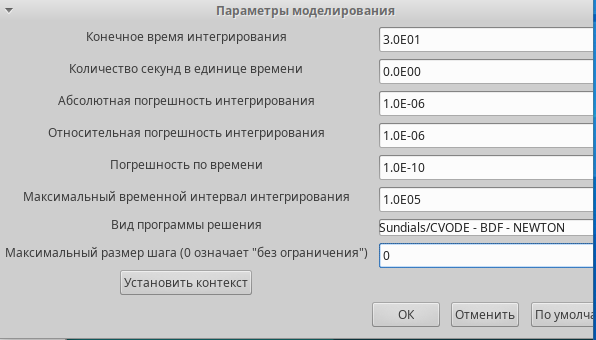 Параметры моделирования
Конечное время интегрирования 3.0E01
Количество секунд в единице времени 0.0E00
Абсолютная погрешность интегрирования 1.0E-06
Относительная погрешность интегрирования 1.0E-06
Погрешность по времени 1.0E-10
Максимальный временной интервал интегрирования 1.0E05
Вид программы решения Sundials/CVODE - BDF - NEWTON
Максимальный размер шага (0 означает "без ограничения") 0
Установить контекст
ОК Отменить По умолча